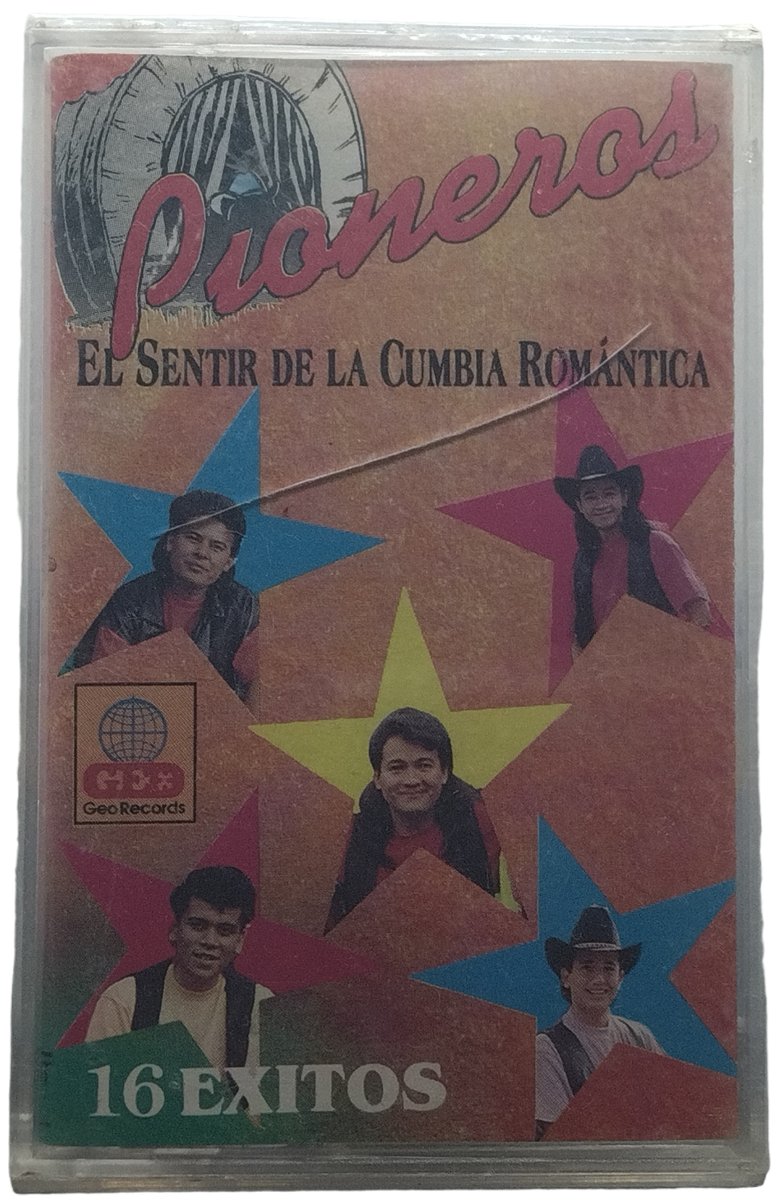 Pioneros
EL SENTIR DE LA CUMBIA ROMÁNTICA
Geo Records
16 EXITOS